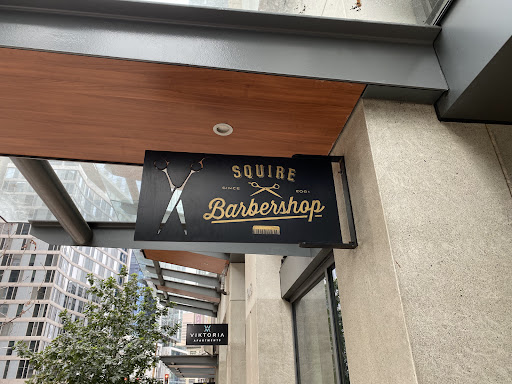 SQUIRE
SINCE 2001
Barbershop
VIKTORIA
APARTMENTS